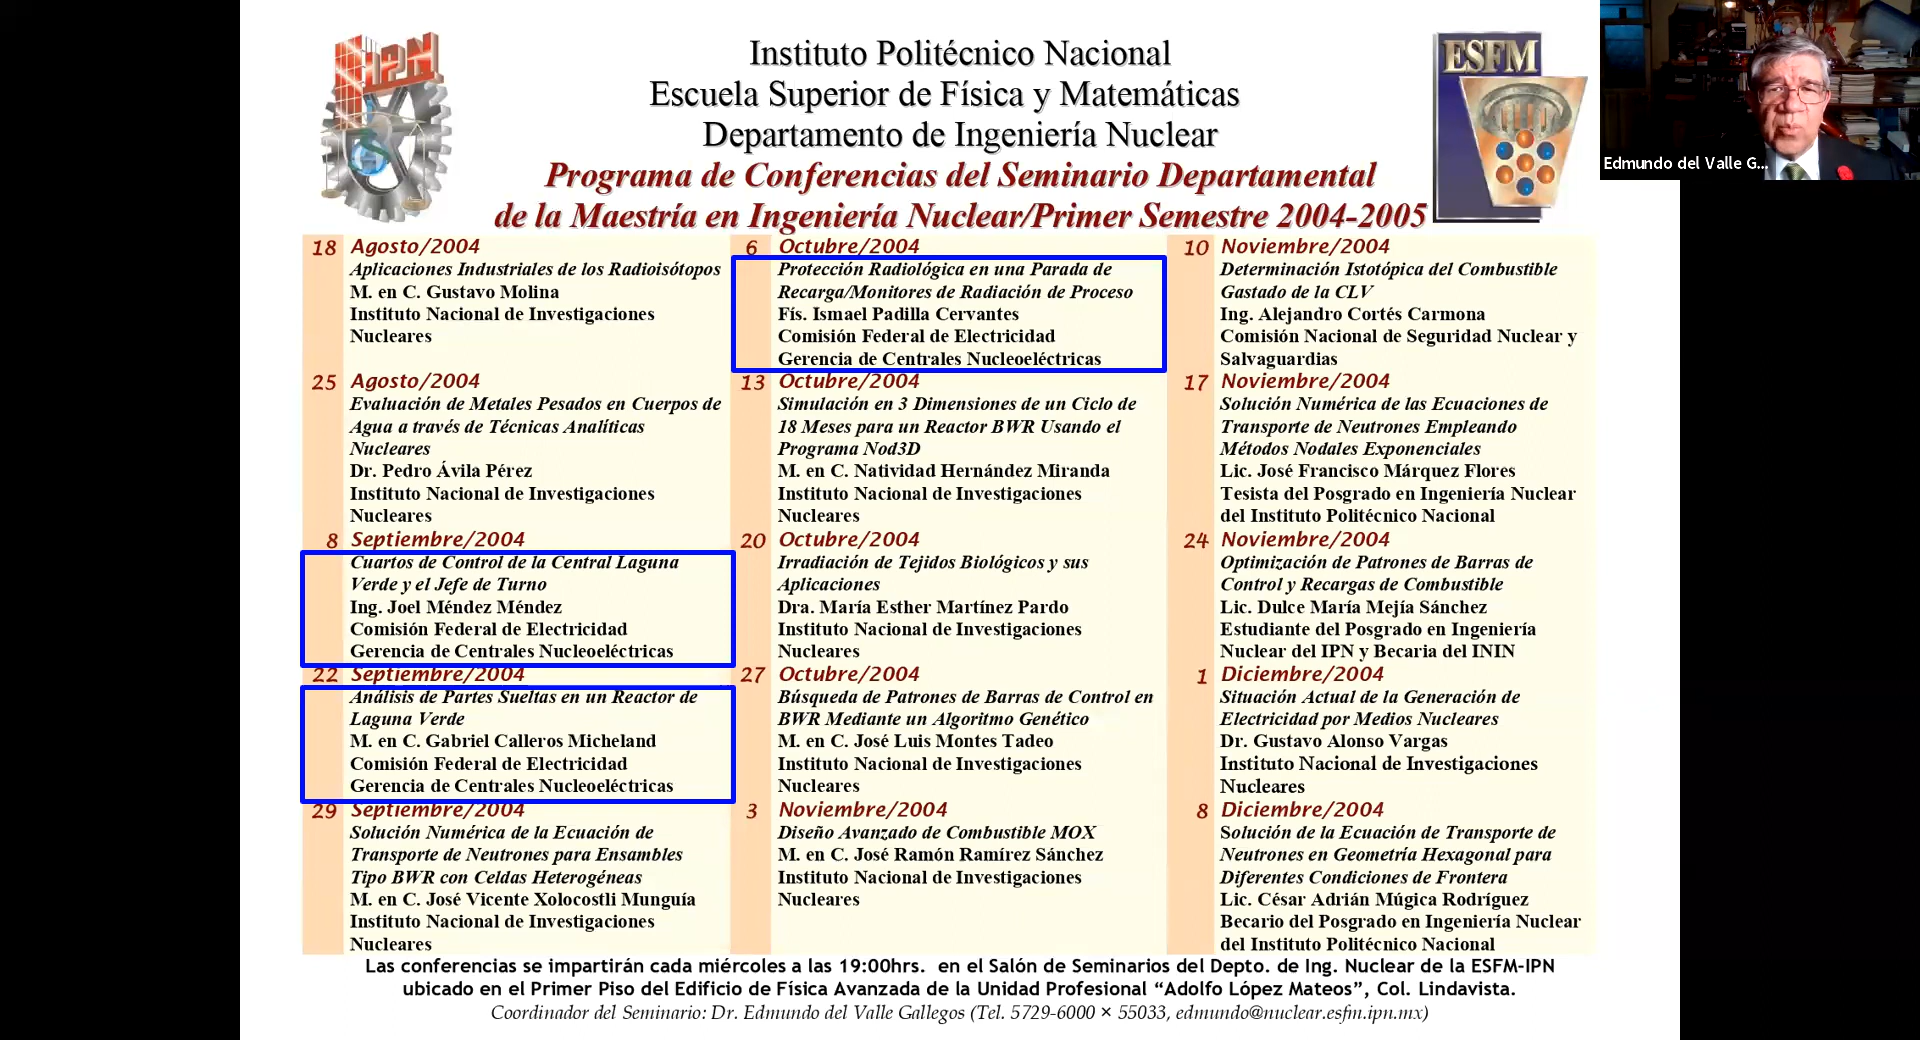 IPN
ESFM
Instituto Politécnico Nacional
Escuela Superior de Física y Matemáticas
Departamento de Ingeniería Nuclear
Programa de Conferencias del Seminario Departamental
de la Maestría en Ingeniería Nuclear/Primer Semestre 2004-2005
Edmundo del Valle G...
18 Agosto/2004
Aplicaciones Industriales de los Radioisótopos
M. en C. Gustavo Molina
Instituto Nacional de Investigaciones
Nucleares
25 Agosto/2004
Evaluación de Metales Pesados en Cuerpos de
Agua a través de Técnicas Analíticas
Nucleares
Dr. Pedro Ávila Pérez
Instituto Nacional de Investigaciones
Nucleares
8 Septiembre/2004
Cuartos de Control de la Central Laguna
Verde y el Jefe de Turno
Ing. Joel Méndez Méndez
Comisión Federal de Electricidad
Gerencia de Centrales Nucleoeléctricas
22 Septiembre/2004
Análisis de Partes Sueltas en un Reactor de
Laguna Verde
M. en C. Gabriel Calleros Micheland
Comisión Federal de Electricidad
Gerencia de Centrales Nucleoeléctricas
29 Septiembre/2004
Solución Numérica de la Ecuación de
Transporte de Neutrones para Ensambles
Tipo BWR con Celdas Heterogéneas
M. en C. José Vicente Xolocostli Munguía
Instituto Nacional de Investigaciones
Nucleares
6 Octubre/2004
Protección Radiológica en una Parada de
Recarga/Monitores de Radiación de Proceso
Fís. Ismael Padilla Cervantes
Comisión Federal de Electricidad
Gerencia de Centrales Nucleoeléctricas
13 Octubre/2004
Simulación en 3 Dimensiones de un Ciclo de
18 Meses para un Reactor BWR Usando el
Programa Nod3D
M. en C. Natividad Hernández Miranda
Instituto Nacional de Investigaciones
Nucleares
20 Octubre/2004
Irradiación de Tejidos Biológicos y sus
Aplicaciones
Dra. María Esther Martínez Pardo
Instituto Nacional de Investigaciones
Nucleares
27 Octubre/2004
Búsqueda de Patrones de Barras de Control en
BWR Mediante un Algoritmo Genético
M. en C. José Luis Montes Tadeo
Instituto Nacional de Investigaciones
Nucleares
3 Noviembre/2004
Diseño Avanzado de Combustible MOX
M. en C. José Ramón Ramírez Sánchez
Instituto Nacional de Investigaciones
Nucleares
10 Noviembre/2004
Determinación Istotópica del Combustible
Gastado de la CLV
Ing. Alejandro Cortés Carmona
Comisión Nacional de Seguridad Nuclear y
Salvaguardias
17 Noviembre/2004
Solución Numérica de las Ecuaciones de
Transporte de Neutrones Empleando
Métodos Nodales Exponenciales
Lic. José Francisco Márquez Flores
Tesista del Posgrado en Ingeniería Nuclear
del Instituto Politécnico Nacional
24 Noviembre/2004
Optimización de Patrones de Barras de
Control y Recargas de Combustible
Lic. Dulce María Mejía Sánchez
Estudiante del Posgrado en Ingeniería
Nuclear del IPN y Becaria del ININ
1 Diciembre/2004
Situación Actual de la Generación de
Electricidad por Medios Nucleares
Dr. Gustavo Alonso Vargas
Instituto Nacional de Investigaciones
Nucleares
8 Diciembre/2004
Solución de la Ecuación de Transporte de
Neutrones en Geometría Hexagonal para
Diferentes Condiciones de Frontera
Lic. César Adrián Múgica Rodríguez
Becario del Posgrado en Ingeniería Nuclear
del Instituto Politécnico Nacional
Las conferencias se impartirán cada miércoles a las 19:00hrs. en el Salón de Seminarios del Depto. de Ing. Nuclear de la ESFM-IPN
ubicado en el Primer Piso del Edificio de Física Avanzada de la Unidad Profesional “Adolfo López Mateos”, Col. Lindavista.
Coordinador del Seminario: Dr. Edmundo del Valle Gallegos (Tel. 5729-6000 × 55033, edmundo@nuclear.esfm.ipn.mx)